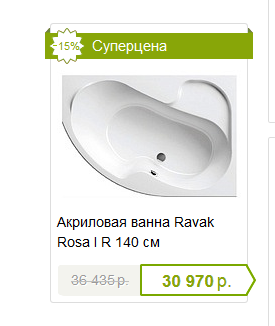 -15% Суперцена
Акриловая ванна Ravak
Rosa I R 140 см
36 435 р. 30 970 р.